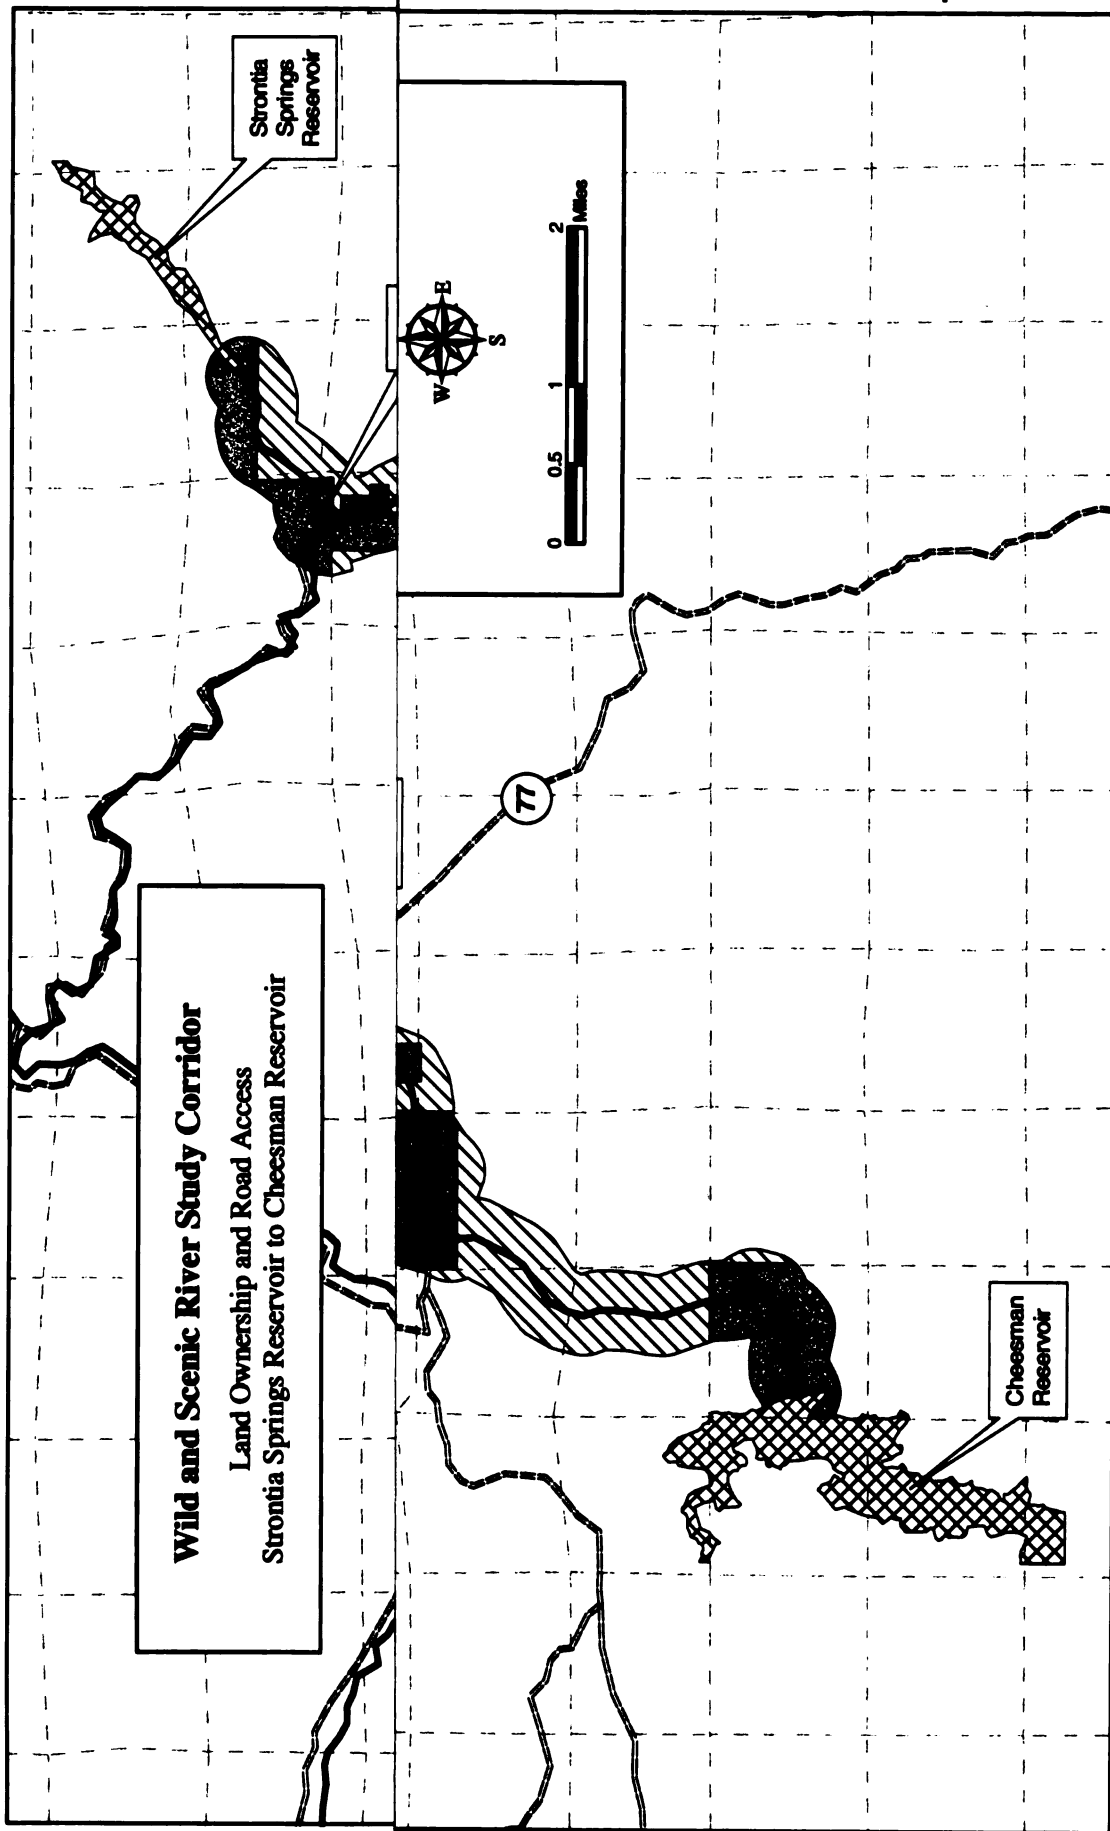 Wild and Scenic River Study Corridor
Land Ownership and Road Access
Strontia Springs Reservoir to Cheesman Reservoir
Strontia
Springs
Reservoir
W
E
S
0
0.5
1
2
Miles
77
Cheesman
Reservoir